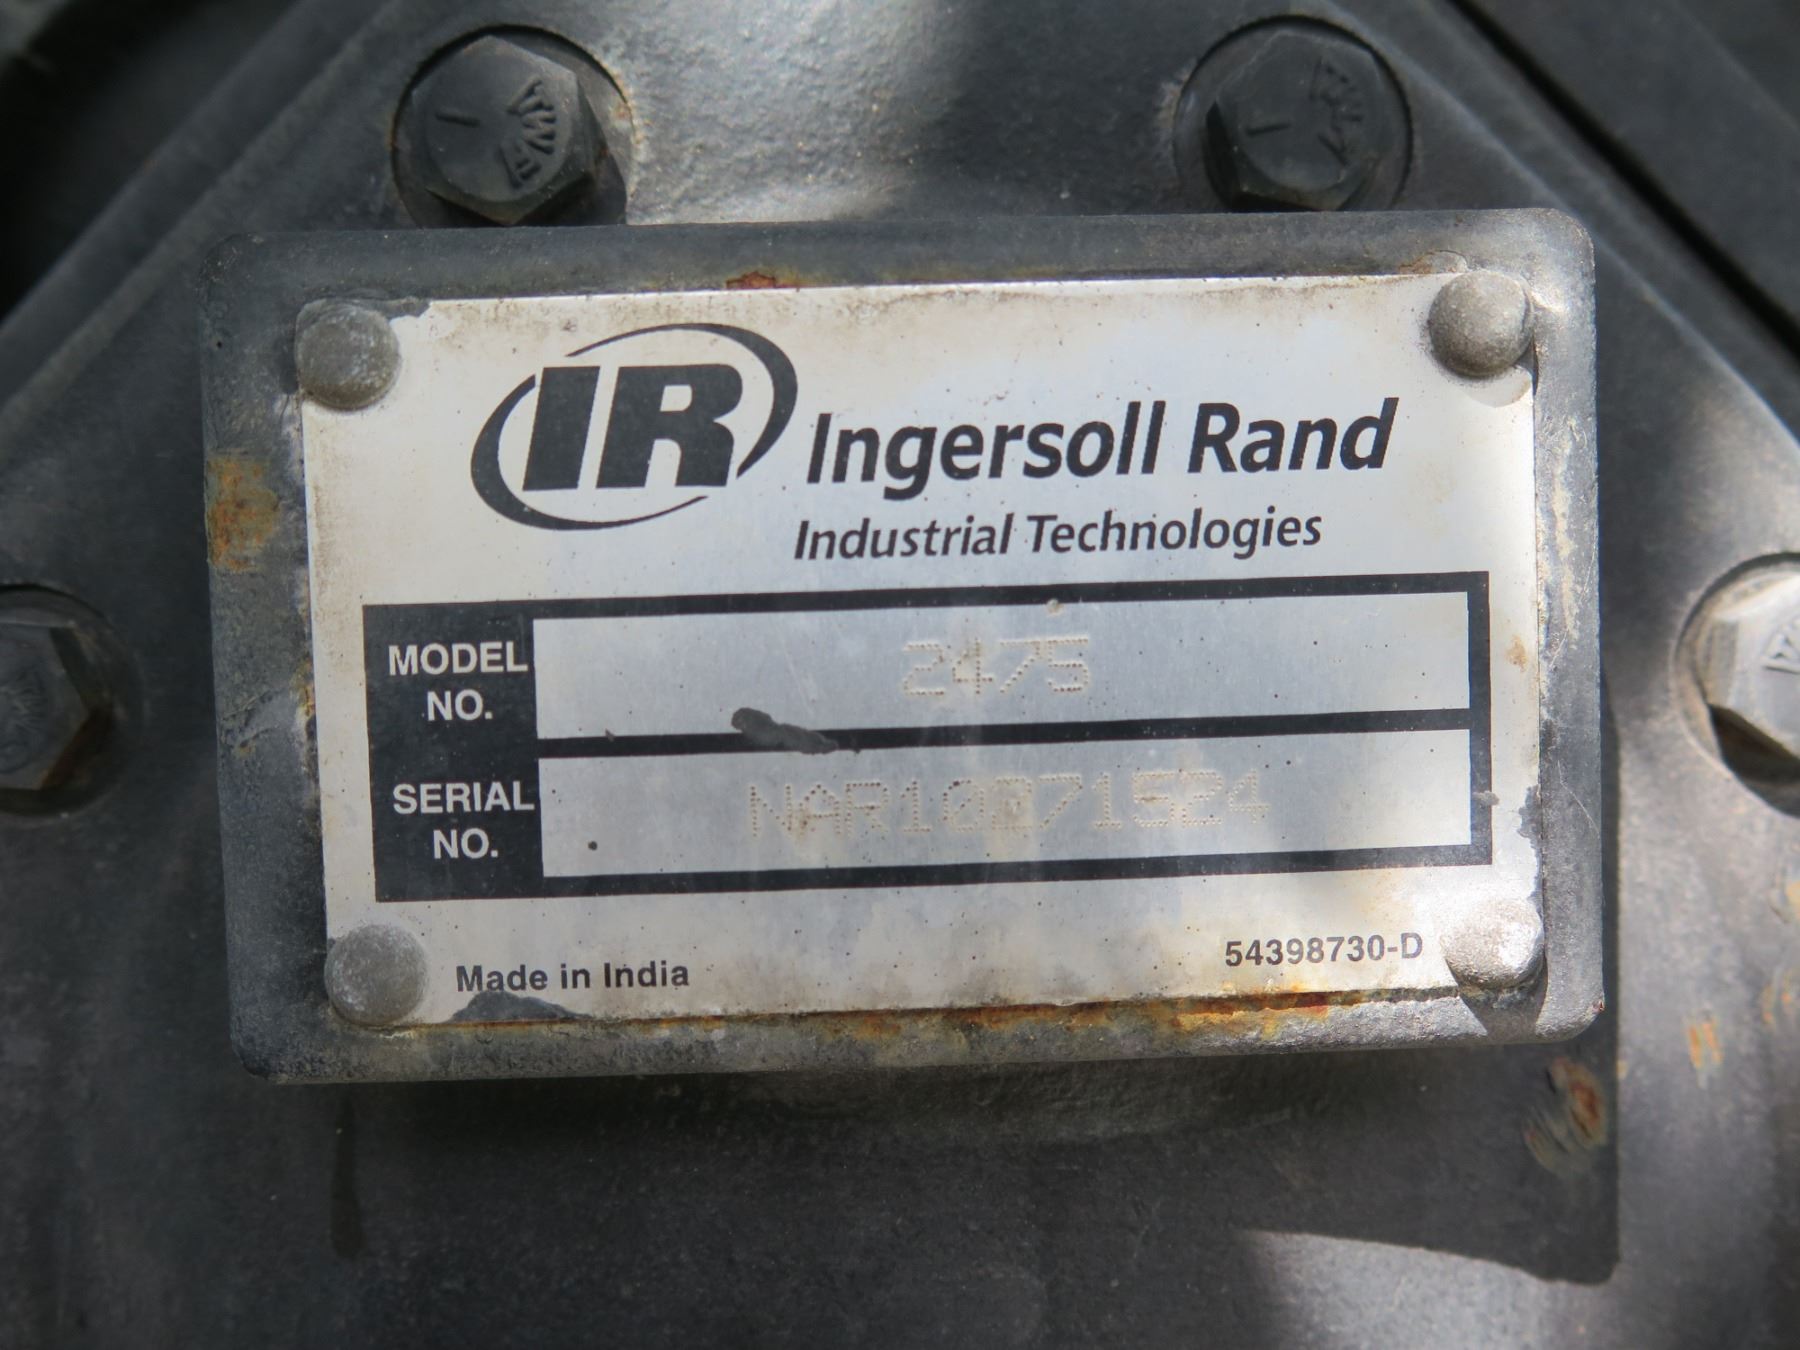 IR Ingersoll Rand
Industrial Technologies
MODEL NO. 2475
SERIAL NO.
Made in India
54398730-D